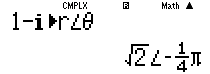 CMPLX R Math ▲
1-i▶r∠θ
√2∠-1/4π